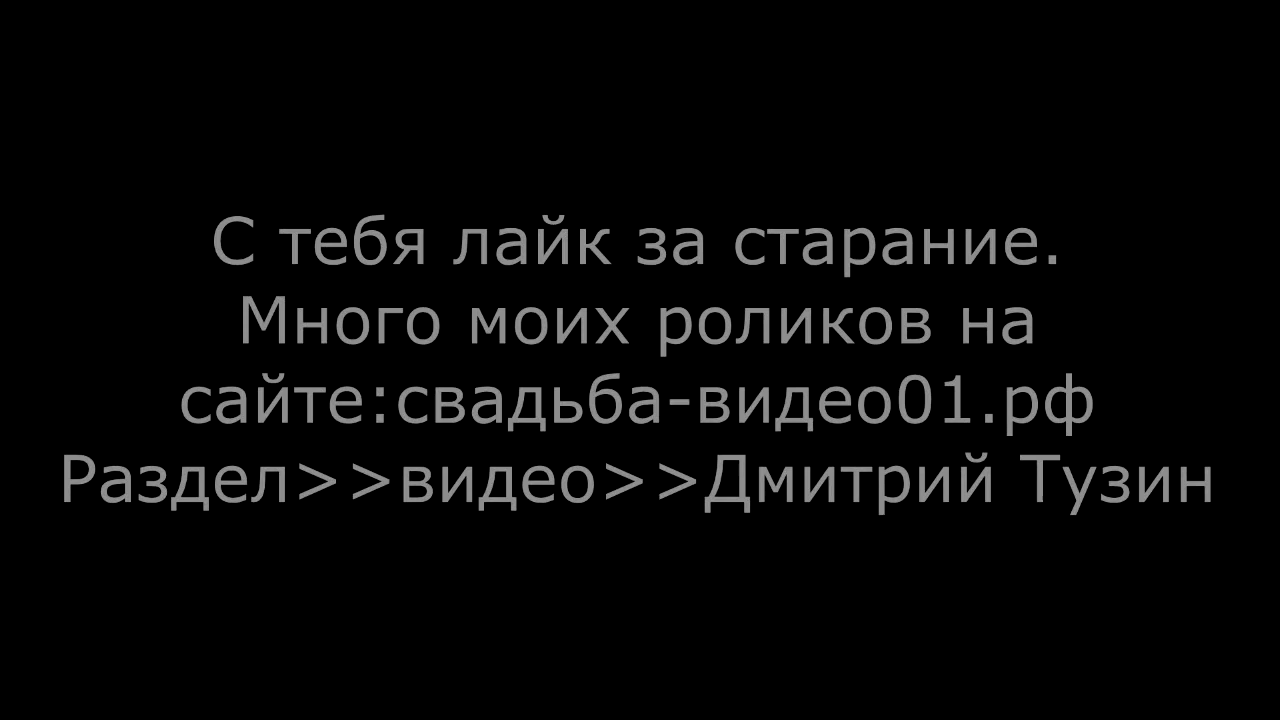 С тебя лайк за старание.
Много моих роликов на
сайте:свадьба-видео01.рф
Раздел>>видео>>Дмитрий Тузин